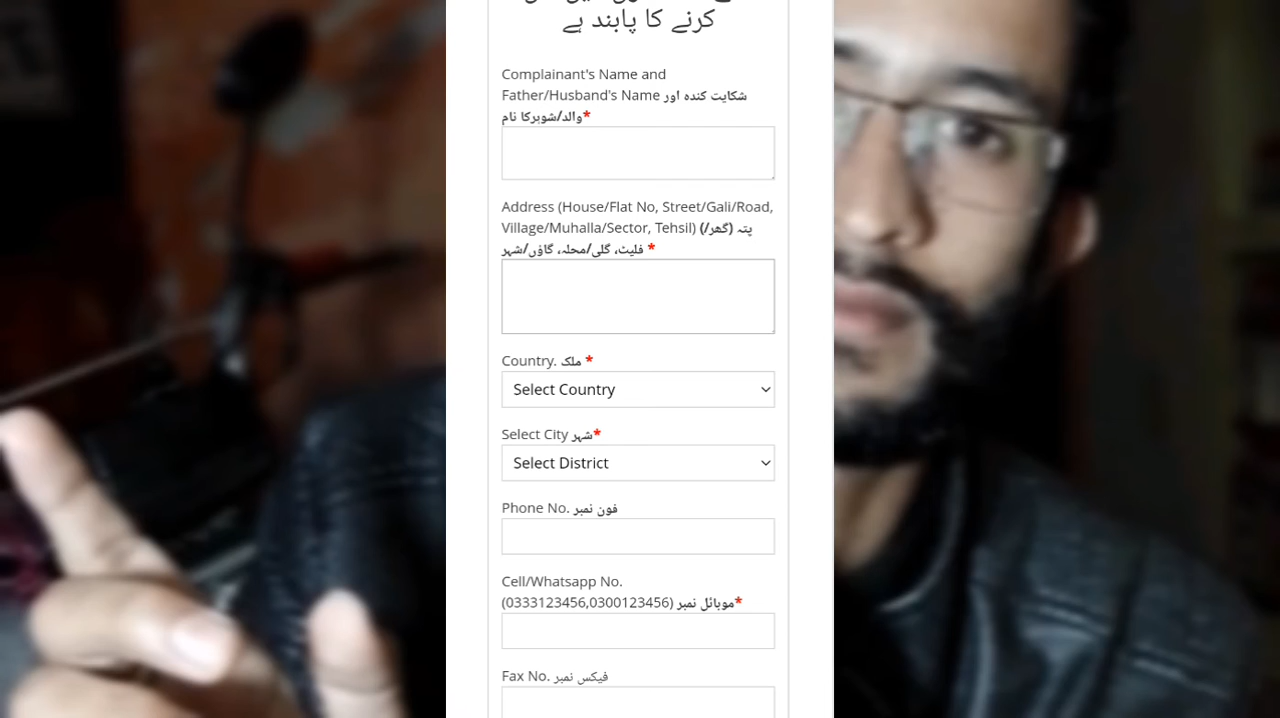 کرنے کا پابند ہے
Complainant's Name and
Father/Husband's Name شکایت کندہ اور
والد/شوہرکا نام*
Address (House/Flat No, Street/Gali/Road,
Village/Muhalla/Sector, Tehsil) پتہ (گھر/)
فلیٹ، گلی/محلہ، گاؤں/شہر *
Country. ملک *
Select Country
Select City شہر*
Select District
Phone No. فون نمبر
Cell/Whatsapp No.
(0333123456,0300123456) موبائل نمبر*
Fax No. فیکس نمبر